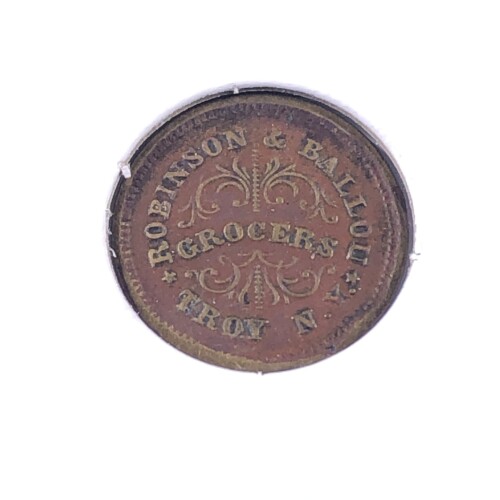 ROBINSON & BALLOU
GROCERS
TROY N.Y.